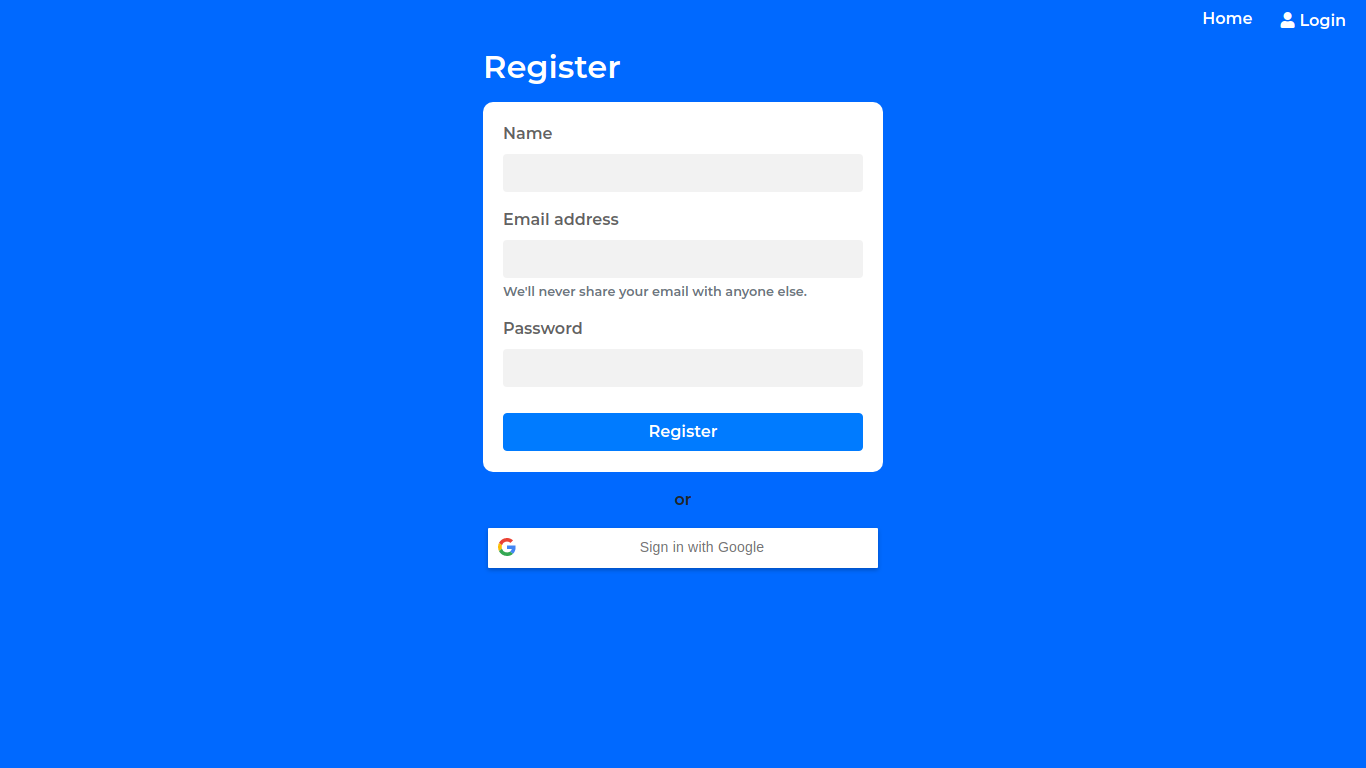 Home
Login
Register
Name
Email address
We'll never share your email with anyone else.
Password
Register
or
Sign in with Google